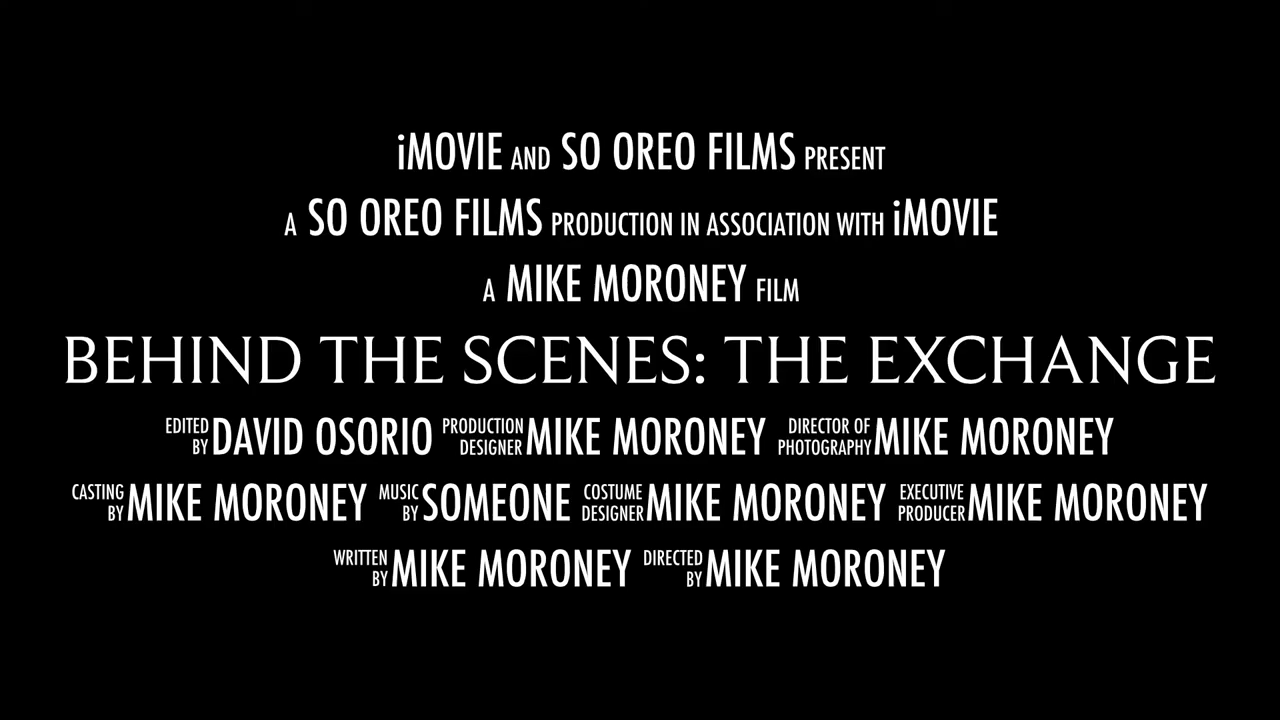 iMOVIE AND SO OREO FILMS PRESENT
A SO OREO FILMS PRODUCTION IN ASSOCIATION WITH iMOVIE
A MIKE MORONEY FILM
BEHIND THE SCENES: THE EXCHANGE
EDITED BY DAVID OSORIO PRODUCTION DESIGNER MIKE MORONEY DIRECTOR OF PHOTOGRAPHY MIKE MORONEY
CASTING BY MIKE MORONEY MUSIC BY SOMEONE COSTUME DESIGNER MIKE MORONEY EXECUTIVE PRODUCER MIKE MORONEY
WRITTEN BY MIKE MORONEY DIRECTED BY MIKE MORONEY